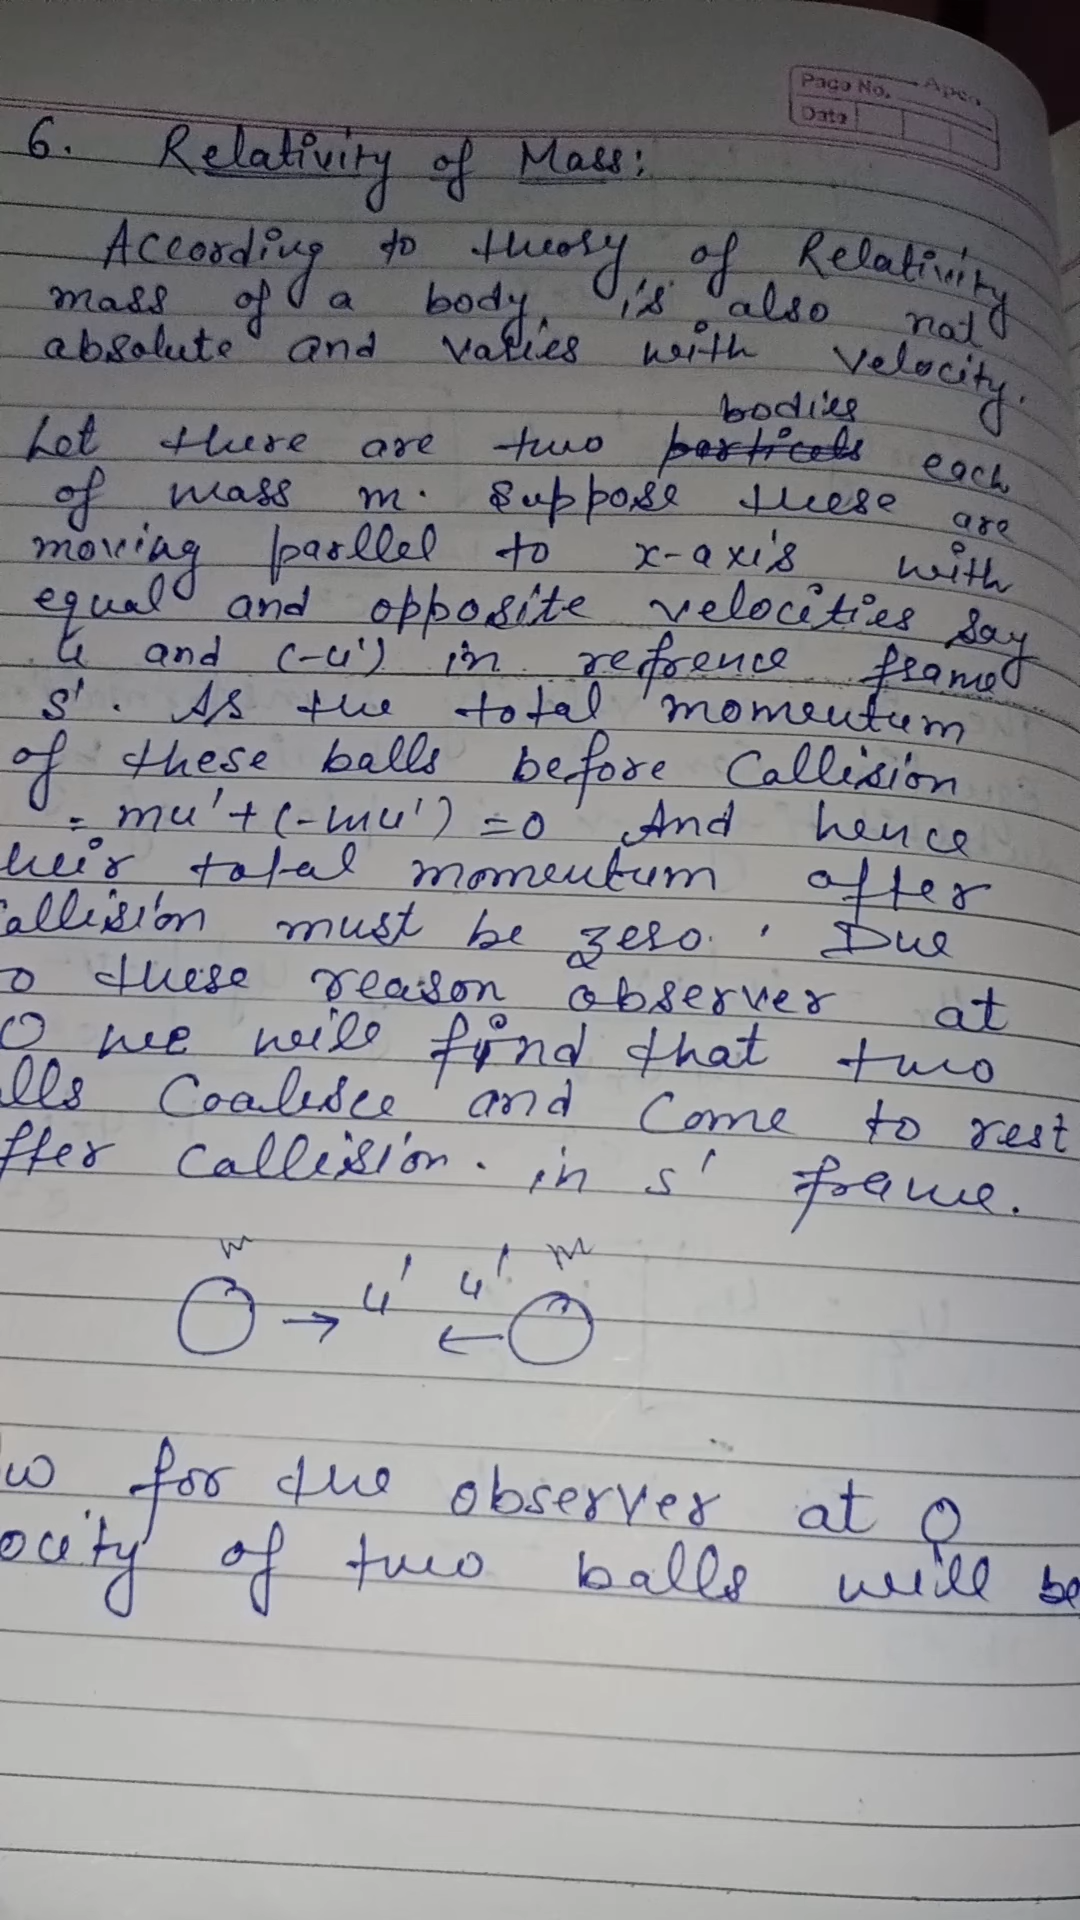 Page No.
Date
6. Relativity of Mass:
According to theory of Relativity
mass of a body, is also not
absolute and varies with velocity.
bodies
Let there are two particals each
of mass m. Suppose these are
moving parllel to x-axis with
equal and opposite velocities say
u and (-u') in refrence frame
s'. As the total momentum
of these balls before Collision
= mu' + (-mu') = 0 And hence
heir total momentum after
ollision must be zero. Due
o these reason observer at
O we will find that two
lls Coalesce and Come to rest
fter Collision. in s' frame.
m m
→ u' u' ←
w for the observer at O
ocity of two balls will be